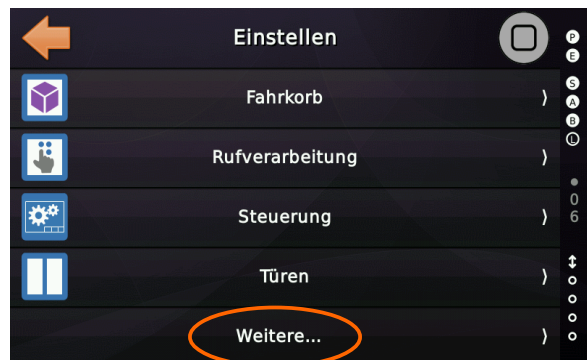 Einstellen
P
E
Fahrkorb
S
A
B
L
Rufverarbeitung
Steuerung
0
6
Türen
Weitere...